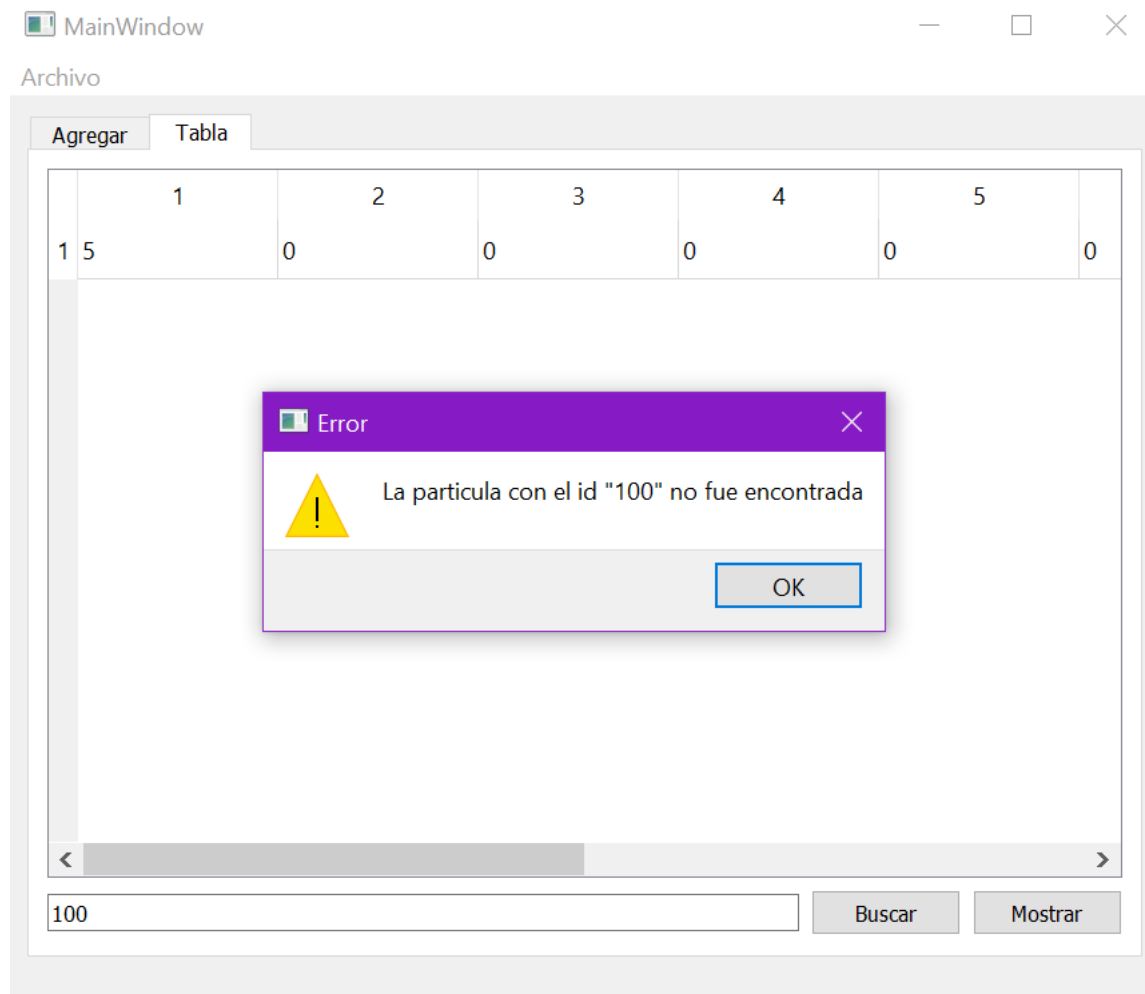 MainWindow
Archivo
Agregar Tabla
1 2 3 4 5
1 5 0 0 0 0 0
Error
La particula con el id "100" no fue encontrada
OK
100 Buscar Mostrar